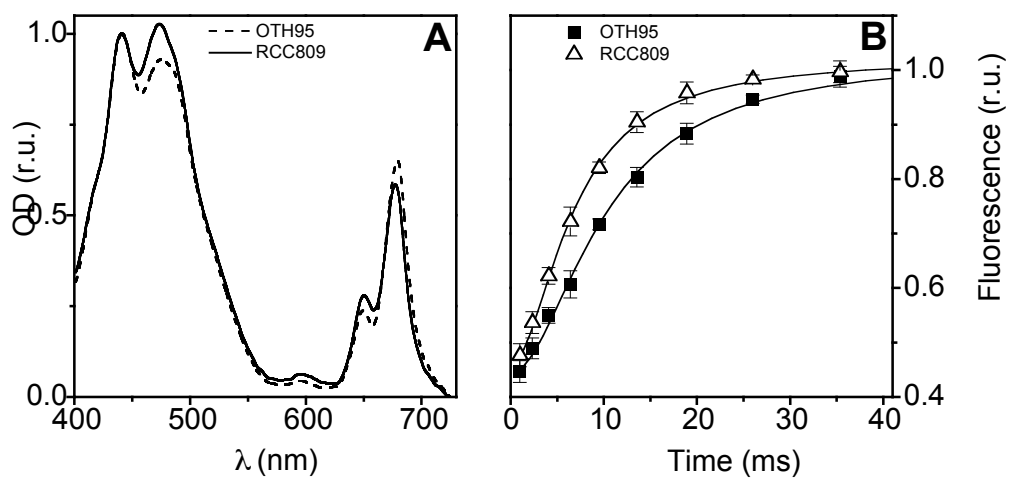 A
OTH95
RCC809
1.0
0.5
0.0
OD (r.u.)
400
500
600
700
λ (nm)
B
OTH95
RCC809
1.0
0.8
0.6
0.4
Fluorescence (r.u.)
0
10
20
30
40
Time (ms)